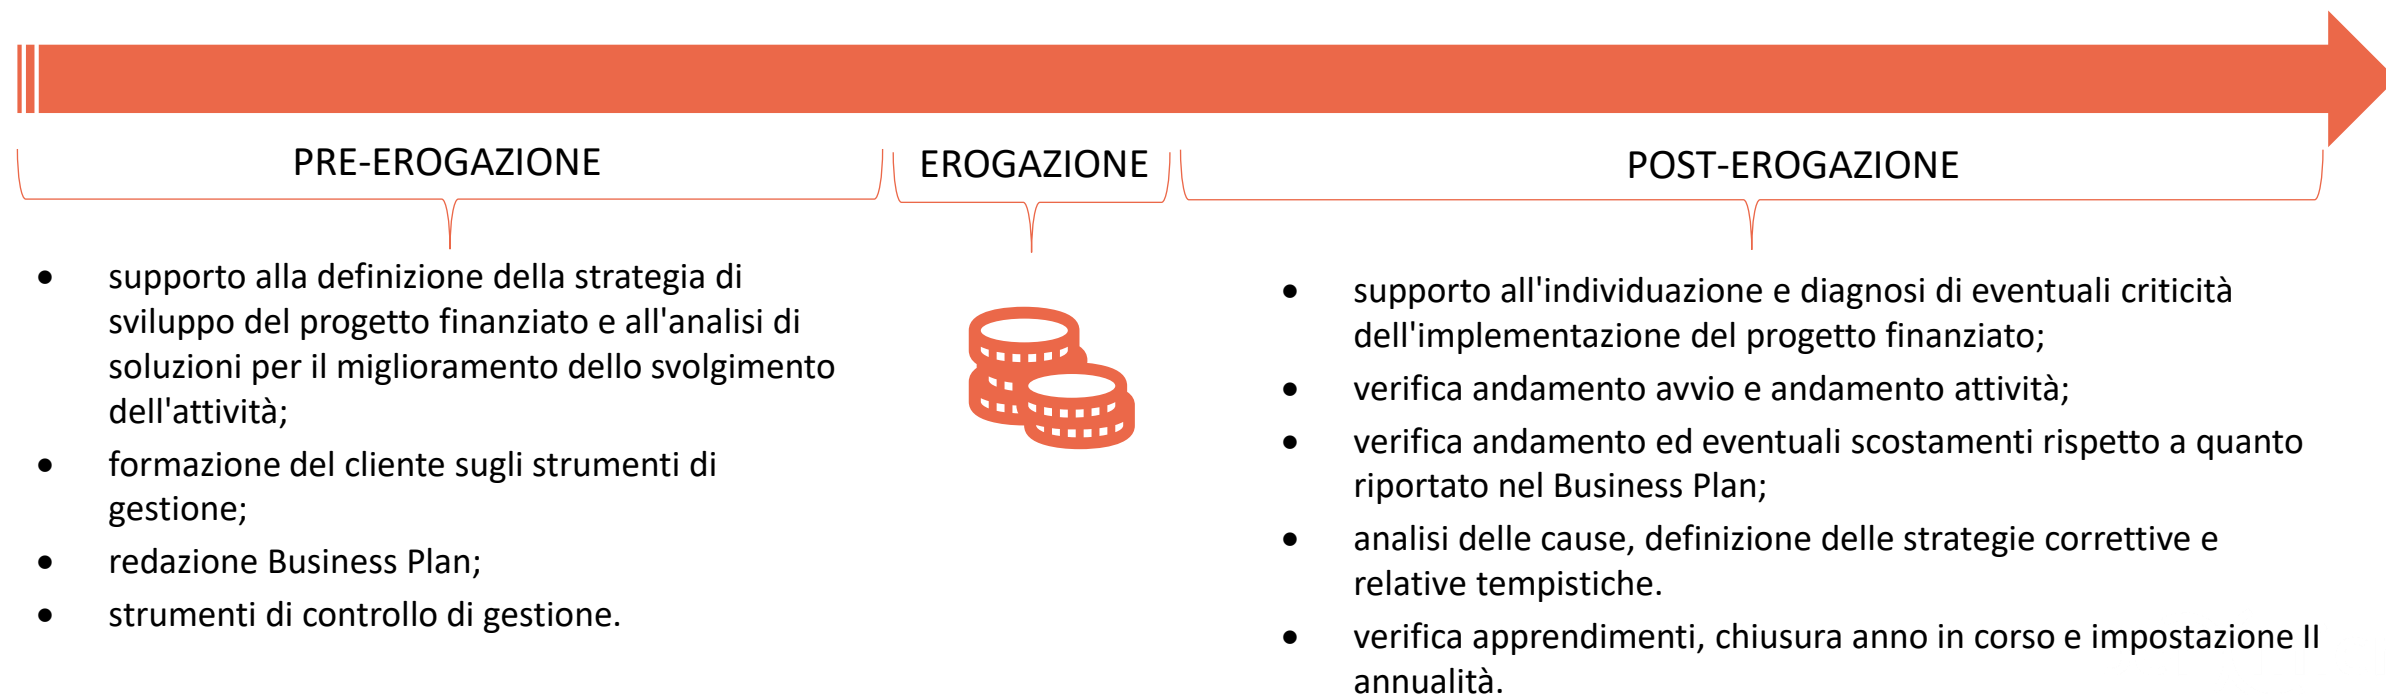 PRE-EROGAZIONE
EROGAZIONE
POST-EROGAZIONE
• supporto alla definizione della strategia di
sviluppo del progetto finanziato e all'analisi di
soluzioni per il miglioramento dello svolgimento
dell'attività;
• formazione del cliente sugli strumenti di
gestione;
• redazione Business Plan;
• strumenti di controllo di gestione.
• supporto all'individuazione e diagnosi di eventuali criticità
dell'implementazione del progetto finanziato;
• verifica andamento avvio e andamento attività;
• verifica andamento ed eventuali scostamenti rispetto a quanto
riportato nel Business Plan;
• analisi delle cause, definizione delle strategie correttive e
relative tempistiche.
• verifica apprendimenti, chiusura anno in corso e impostazione II
annualità.